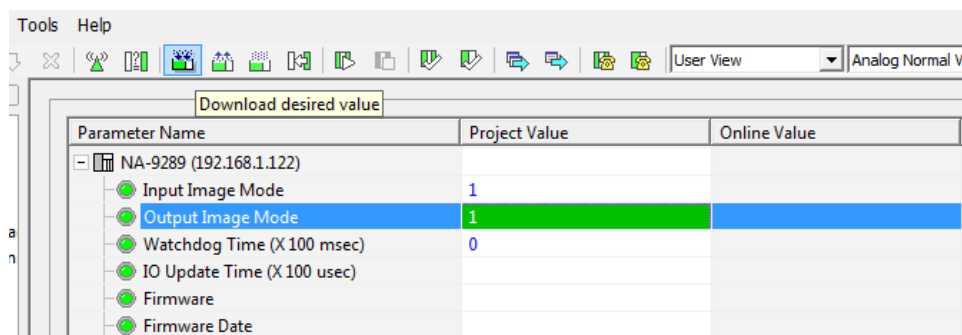 Tools Help
User View
Analog Normal V
Download desired value
Parameter Name Project Value Online Value
NA-9289 (192.168.1.122)
Input Image Mode 1
Output Image Mode 1
Watchdog Time (X 100 msec) 0
IO Update Time (X 100 usec)
Firmware
Firmware Date